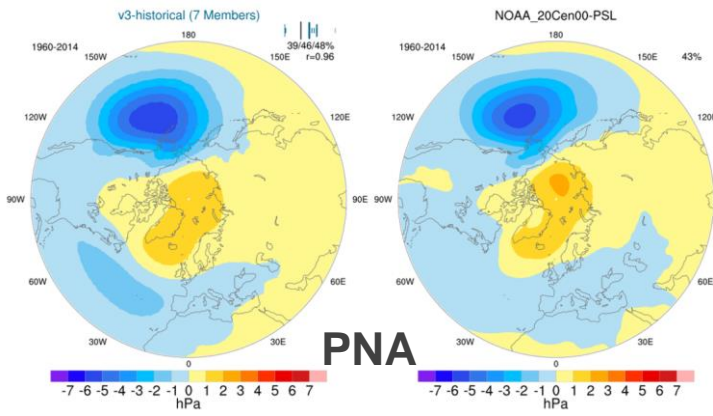 v3-historical (7 Members)
1960-2014
180
39/46/48%
r=0.96
150W
150E
120W
120E
90W
90E
60W
60E
30W
30E
0
-7 -6 -5 -4 -3 -2 -1 0 1 2 3 4 5 6 7
hPa
NOAA_20Cen00-PSL
1960-2014
180
43%
150W
150E
120W
120E
90W
90E
60W
60E
30W
30E
0
-7 -6 -5 -4 -3 -2 -1 0 1 2 3 4 5 6 7
hPa
PNA